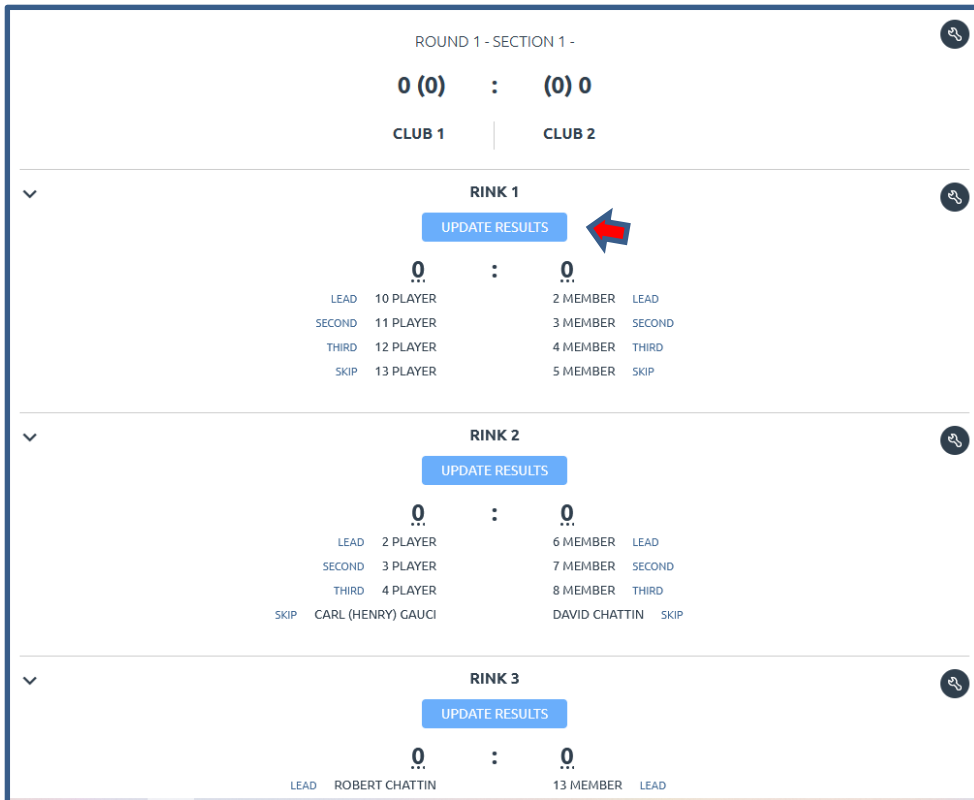 ROUND 1 - SECTION 1 -
0 (0) : (0) 0
CLUB 1 CLUB 2
RINK 1
UPDATE RESULTS
0 : 0
LEAD 10 PLAYER 2 MEMBER LEAD
SECOND 11 PLAYER 3 MEMBER SECOND
THIRD 12 PLAYER 4 MEMBER THIRD
SKIP 13 PLAYER 5 MEMBER SKIP
RINK 2
UPDATE RESULTS
0 : 0
LEAD 2 PLAYER 6 MEMBER LEAD
SECOND 3 PLAYER 7 MEMBER SECOND
THIRD 4 PLAYER 8 MEMBER THIRD
SKIP CARL (HENRY) GAUCI DAVID CHATTIN SKIP
RINK 3
UPDATE RESULTS
0 : 0
LEAD ROBERT CHATTIN 13 MEMBER LEAD